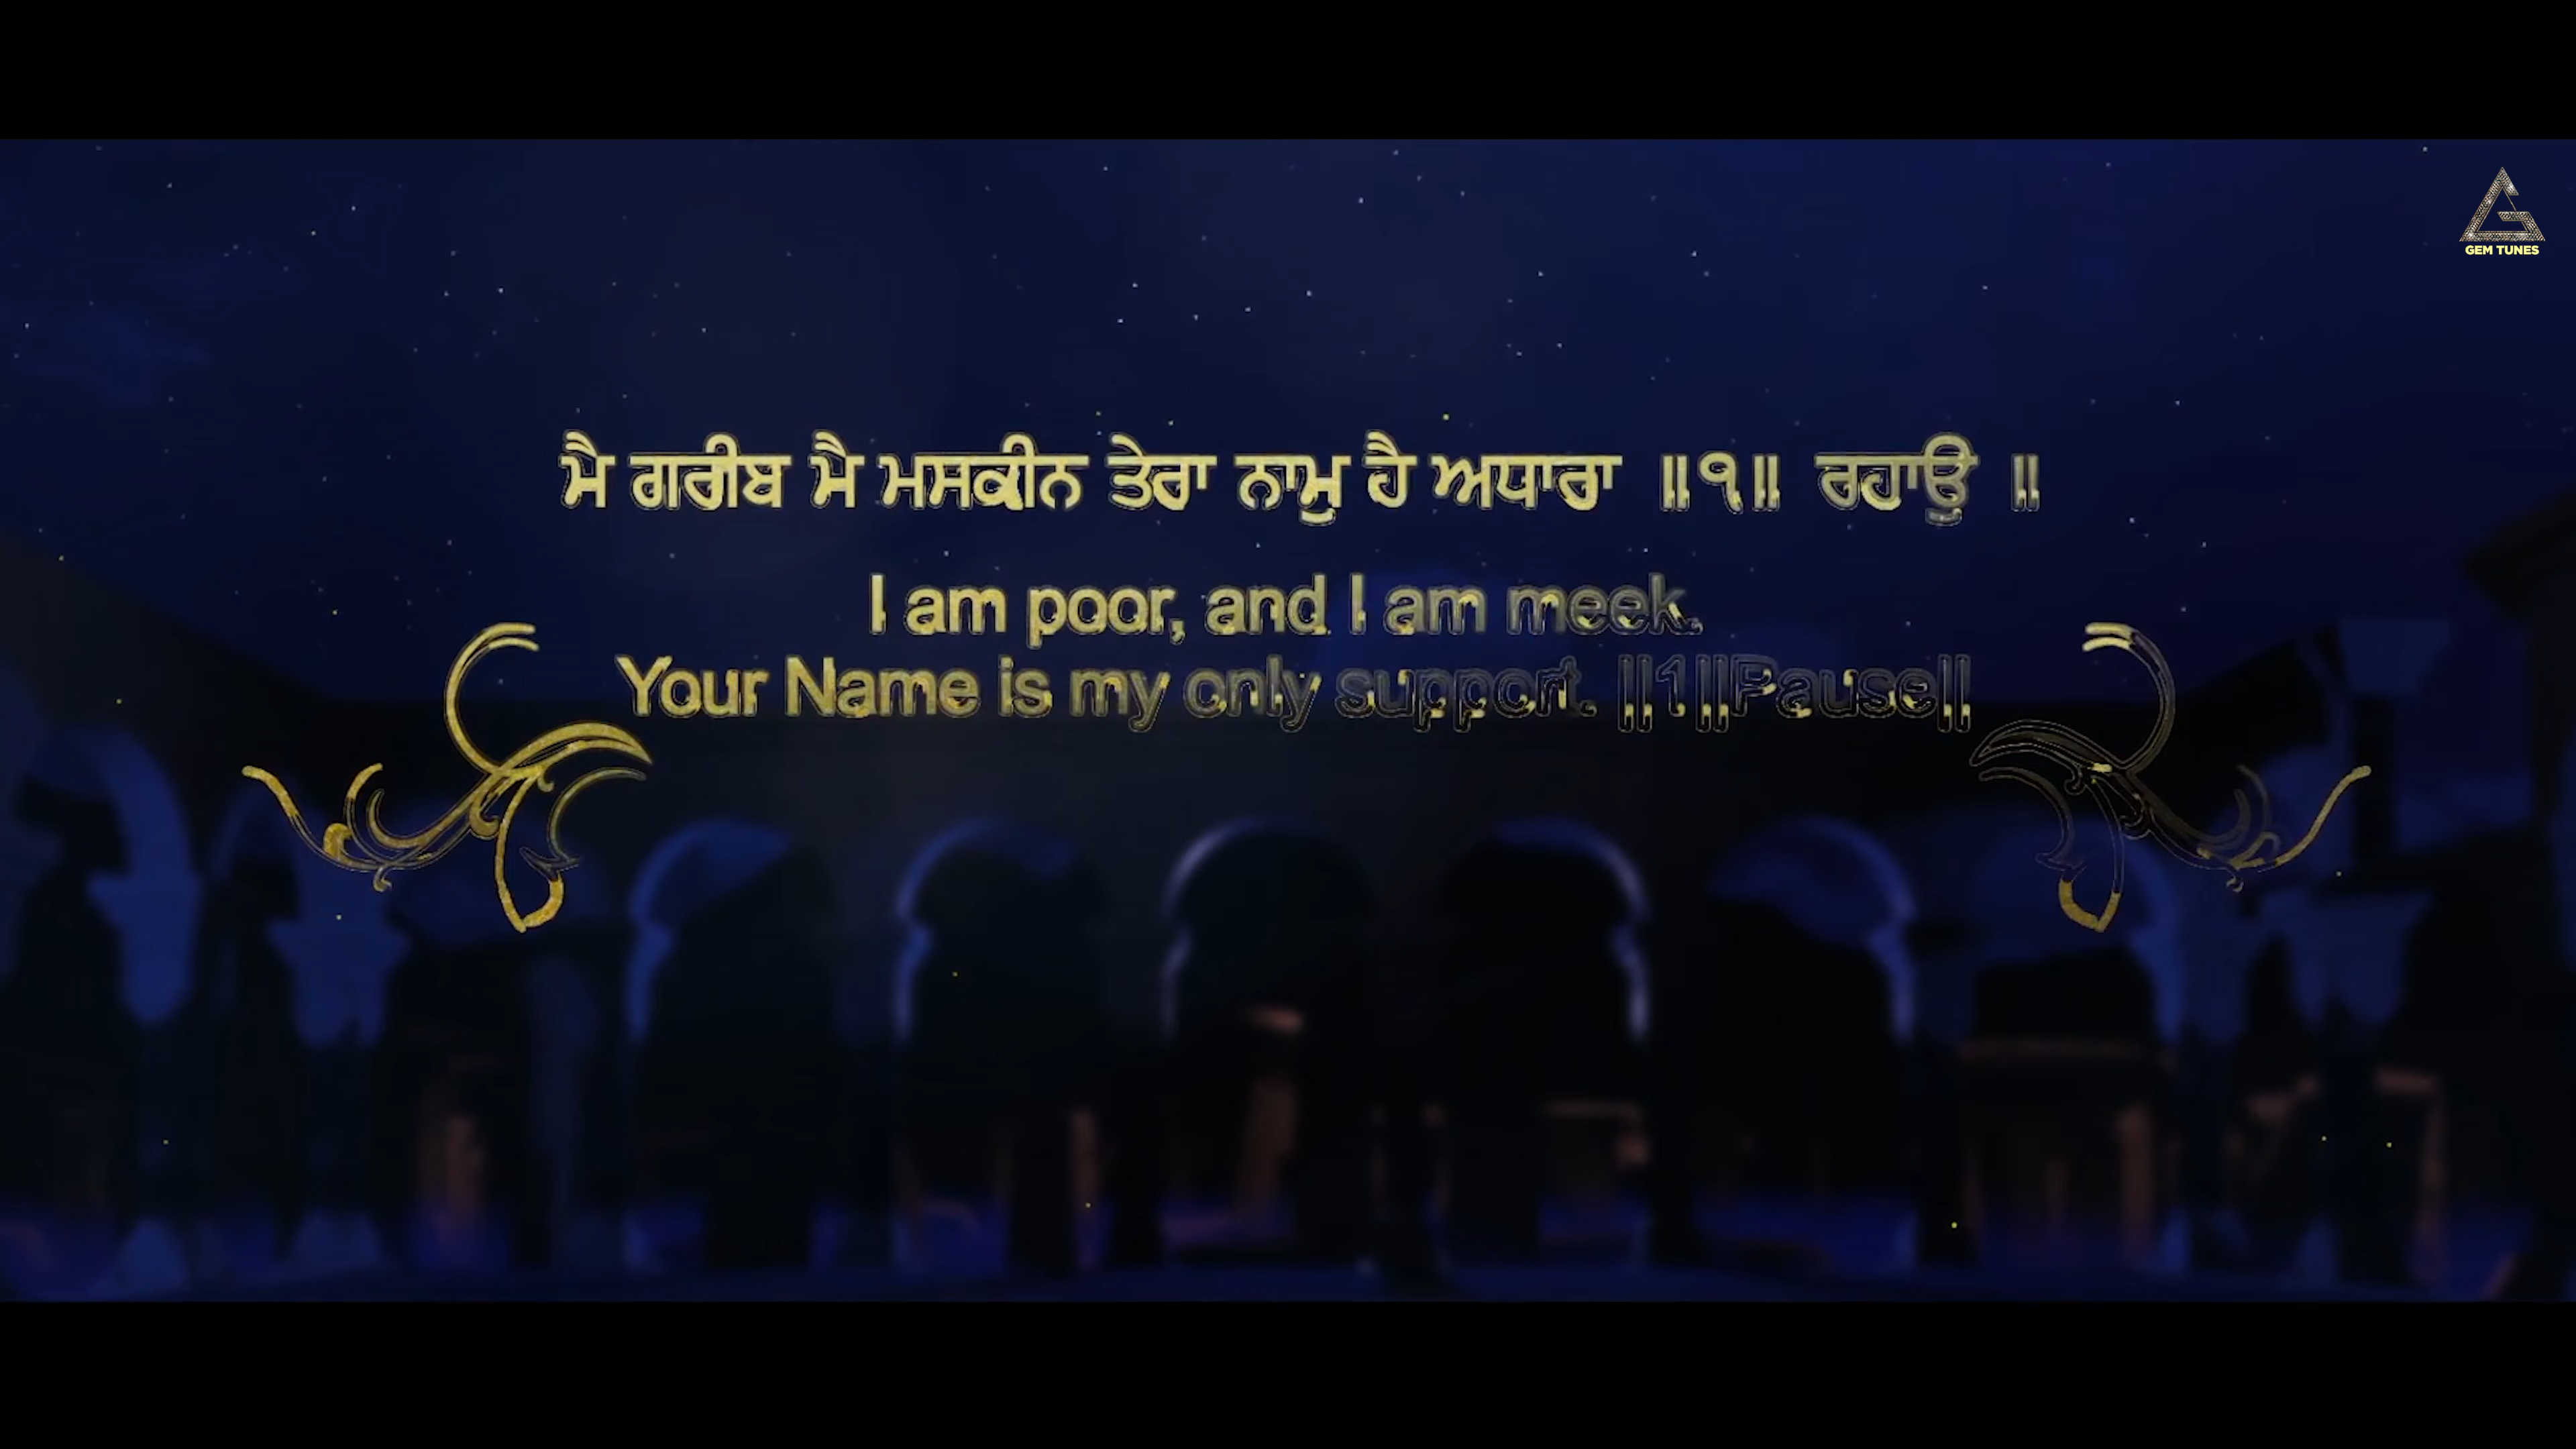 GEM TUNES
ਮੈ ਗਰੀਬ ਮੈ ਮਸਕੀਨ ਤੇਰਾ ਨਾਮੁ ਹੈ ਅਧਾਰਾ ॥੧॥ ਰਹਾਉ ॥
I am poor, and I am meek.
Your Name is my only support. ||1||Pause||